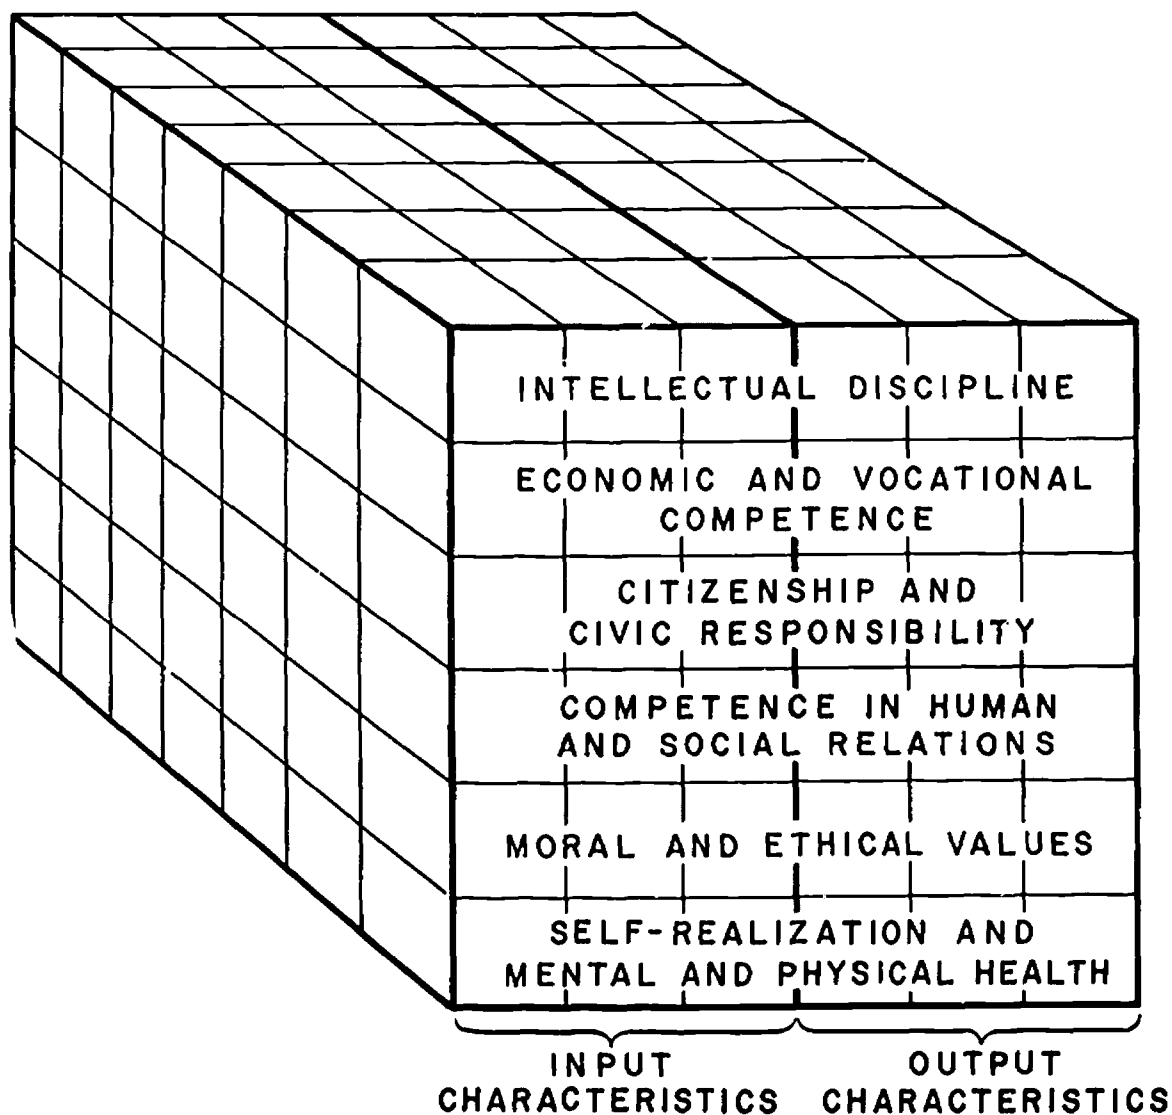 INTELLECTUAL DISCIPLINE
ECONOMIC AND VOCATIONAL
COMPETENCE
CITIZENSHIP AND
CIVIC RESPONSIBILITY
COMPETENCE IN HUMAN
AND SOCIAL RELATIONS
MORAL AND ETHICAL VALUES
SELF-REALIZATION AND
MENTAL AND PHYSICAL HEALTH
INPUT
CHARACTERISTICS
OUTPUT
CHARACTERISTICS